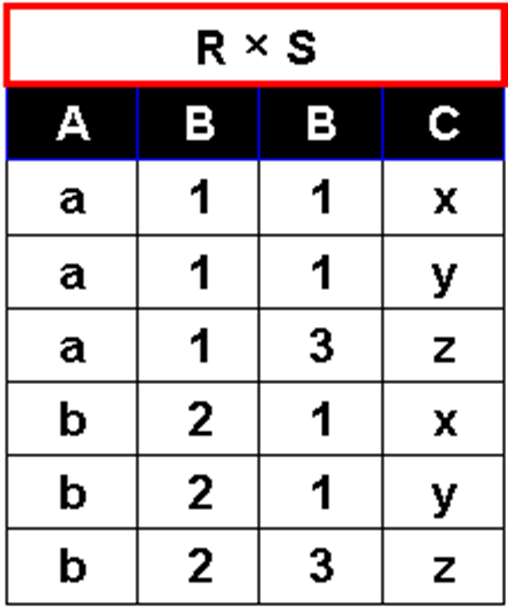 R × S
A B B C
a 1 1 x
a 1 1 y
a 1 3 z
b 2 1 x
b 2 1 y
b 2 3 z